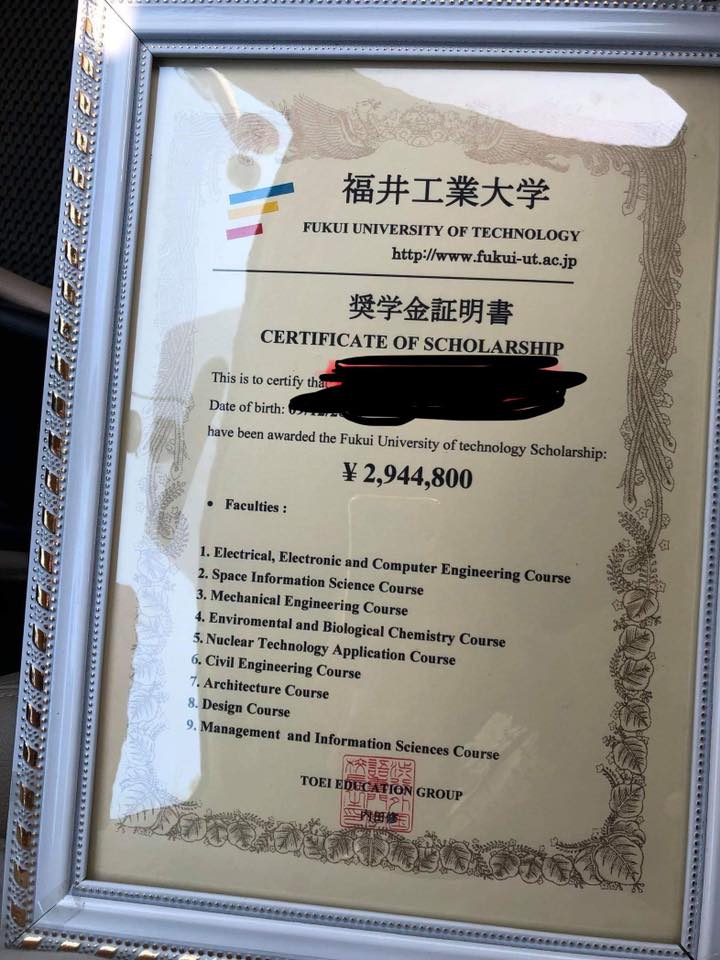 福井工業大学
FUKUI UNIVERSITY OF TECHNOLOGY
http://www.fukui-ut.ac.jp
奨学金証明書
CERTIFICATE OF SCHOLARSHIP
This is to certify tha
Date of birth:
have been awarded the Fukui University of technology Scholarship:
¥ 2,944,800
• Faculties :
1. Electrical, Electronic and Computer Engineering Course
2. Space Information Science Course
3. Mechanical Engineering Course
4. Enviromental and Biological Chemistry Course
5. Nuclear Technology Application Course
6. Civil Engineering Course
7. Architecture Course
8. Design Course
9. Management and Information Sciences Course
TOEI EDUCATION GROUP
内田修